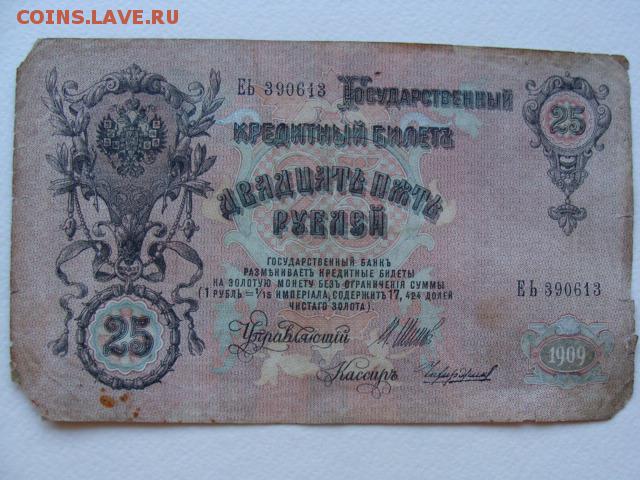 COINS.LAVE.RU
ЕЬ 390613 ГОСУДАРСТВЕННЫЙ 25
КРЕДИТНЫЙ БИЛЕТЪ
ДВАДЦАТЬ ПЯТЬ
РУБЛЕЙ
ГОСУДАРСТВЕННЫЙ БАНКЪ
РАЗМѢНИВАЕТЪ КРЕДИТНЫЕ БИЛЕТЫ
НА ЗОЛОТУЮ МОНЕТУ БЕЗЪ ОГРАНИЧЕНІЯ СУММЫ
(1 РУБЛЬ = 1/15 ИМПЕРІАЛА, СОДЕРЖИТЪ 17, 424 ДОЛЕЙ
ЧИСТАГО ЗОЛОТА).
ЕЬ 390613
25
Управляющій
Кассиръ
1909